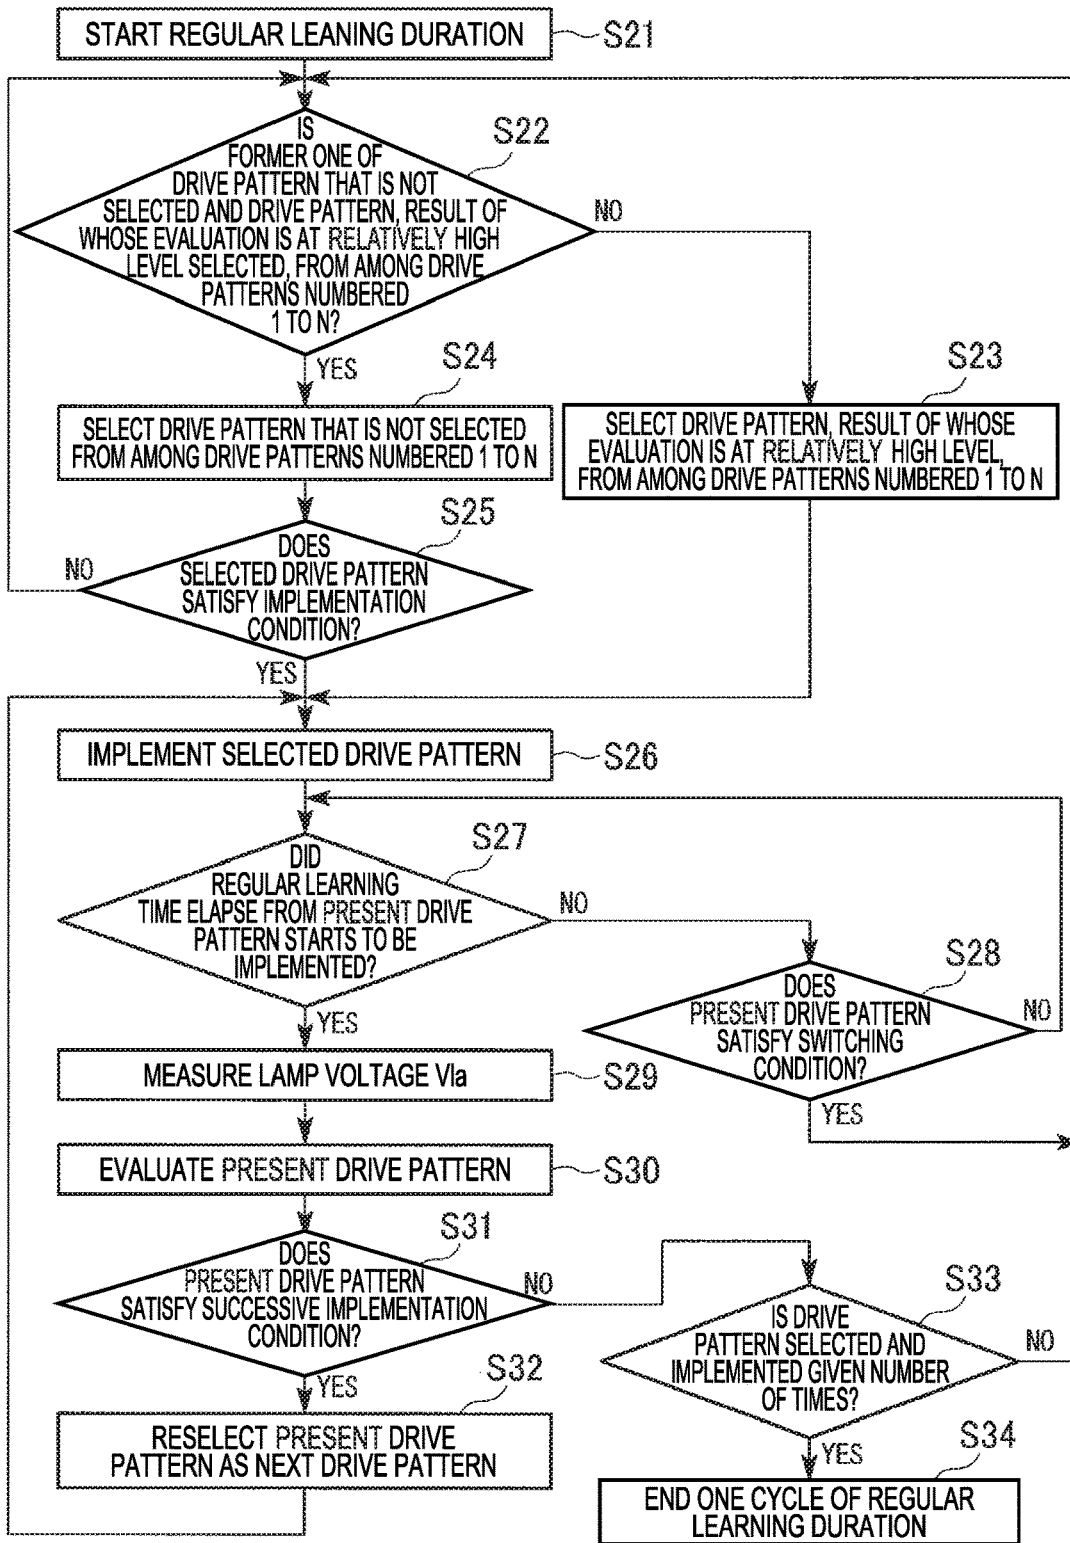 START REGULAR LEANING DURATION
S21
IS
FORMER ONE OF
DRIVE PATTERN THAT IS NOT
SELECTED AND DRIVE PATTERN, RESULT OF
WHOSE EVALUATION IS AT RELATIVELY HIGH
LEVEL SELECTED, FROM AMONG DRIVE
PATTERNS NUMBERED
1 TO N?
S22
NO
YES
S24
SELECT DRIVE PATTERN THAT IS NOT SELECTED
FROM AMONG DRIVE PATTERNS NUMBERED 1 TO N
S23
SELECT DRIVE PATTERN, RESULT OF WHOSE
EVALUATION IS AT RELATIVELY HIGH LEVEL,
FROM AMONG DRIVE PATTERNS NUMBERED 1 TO N
S25
DOES
SELECTED DRIVE PATTERN
SATISFY IMPLEMENTATION
CONDITION?
NO
YES
IMPLEMENT SELECTED DRIVE PATTERN
S26
S27
DID
REGULAR LEARNING
TIME ELAPSE FROM PRESENT DRIVE
PATTERN STARTS TO BE
IMPLEMENTED?
NO
YES
S28
DOES
PRESENT DRIVE PATTERN
SATISFY SWITCHING
CONDITION?
NO
YES
MEASURE LAMP VOLTAGE Vla
S29
EVALUATE PRESENT DRIVE PATTERN
S30
S31
DOES
PRESENT DRIVE PATTERN
SATISFY SUCCESSIVE IMPLEMENTATION
CONDITION?
NO
YES
S32
RESELECT PRESENT DRIVE
PATTERN AS NEXT DRIVE PATTERN
S33
IS DRIVE
PATTERN SELECTED AND
IMPLEMENTED GIVEN NUMBER
OF TIMES?
NO
YES
S34
END ONE CYCLE OF REGULAR
LEARNING DURATION